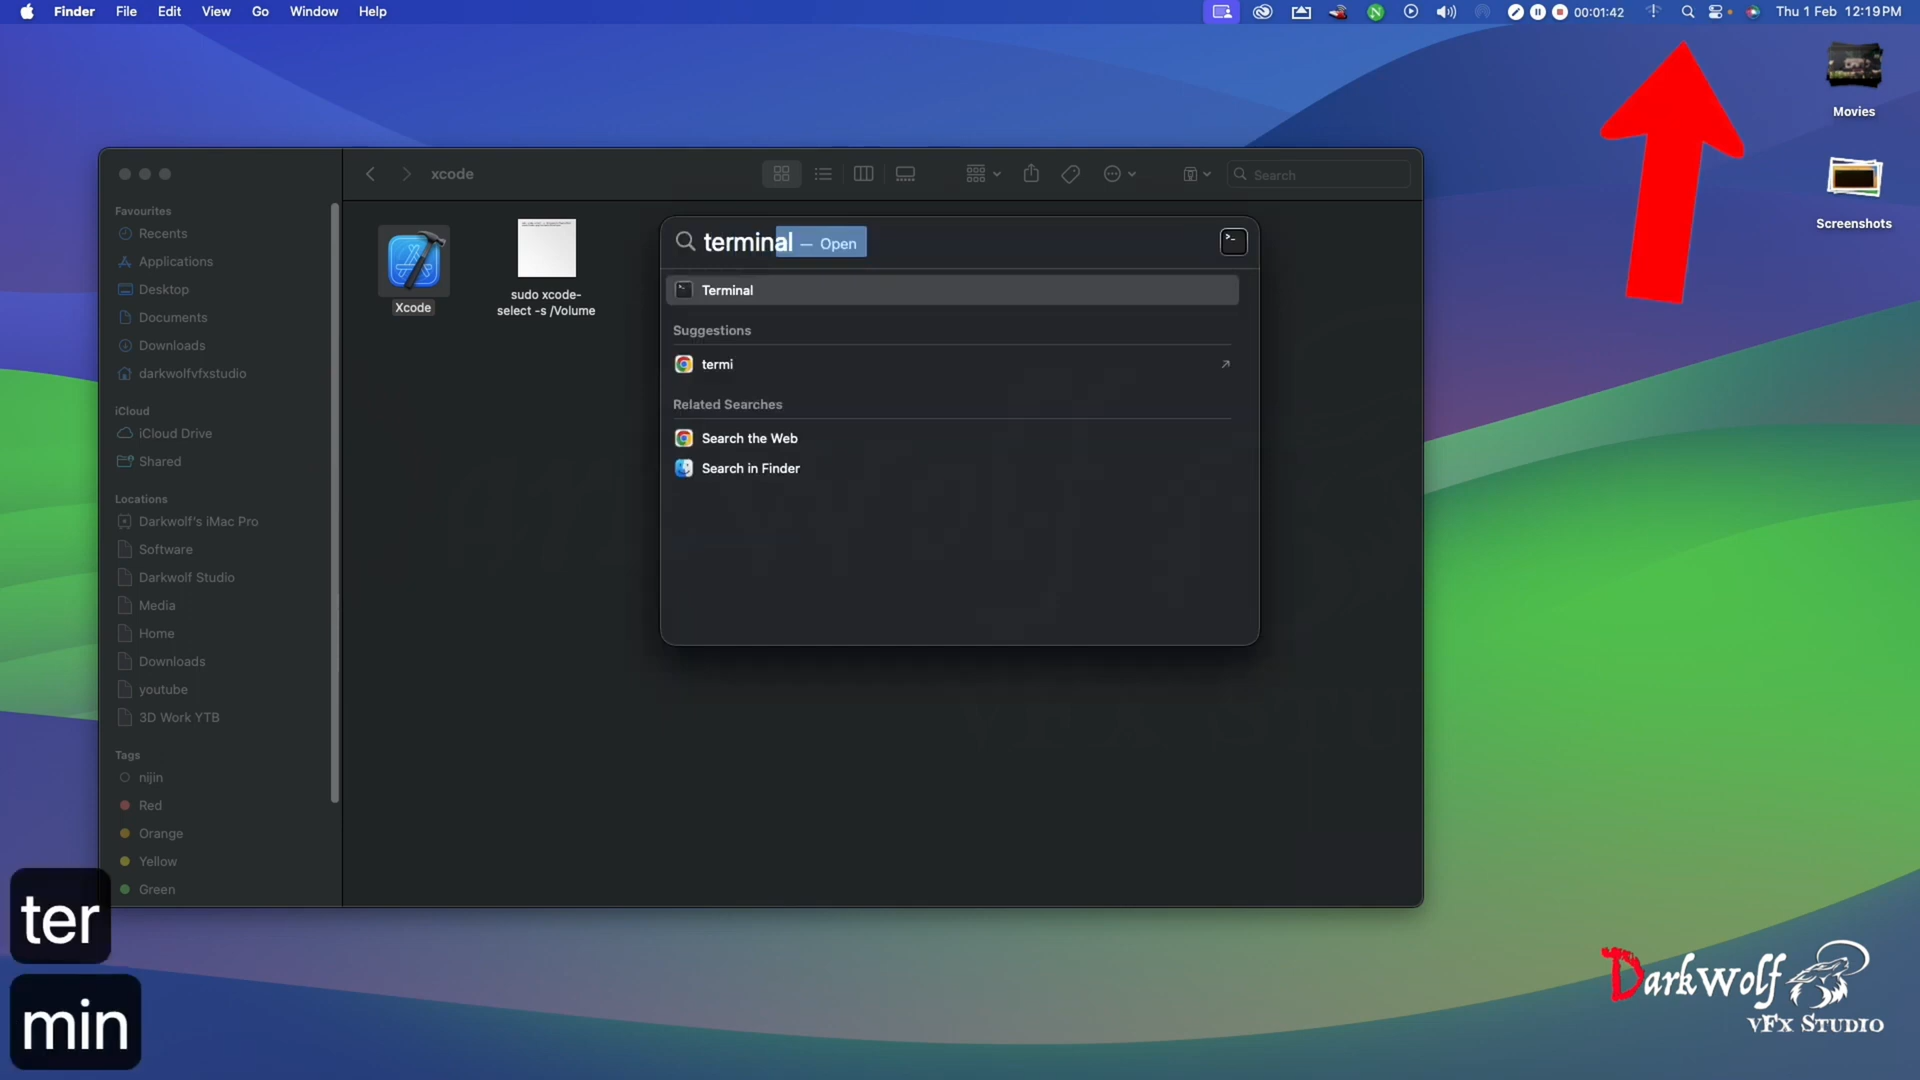 Finder File Edit View Go Window Help
00:01:42
Thu 1 Feb 12:19 PM
Movies
Screenshots
xcode
Search
Favourites
Recents
Applications
Desktop
Documents
Downloads
darkwolfvfxstudio
iCloud
iCloud Drive
Shared
Locations
Darkwolf's iMac Pro
Software
Darkwolf Studio
Media
Home
Downloads
youtube
3D Work YTB
Tags
nijin
Red
Orange
Yellow
Green
Xcode
sudo xcode-
select -s /Volume
terminal — Open
Terminal
Suggestions
termi
Related Searches
Search the Web
Search in Finder
ter
min
DarkWolf
vFx Studio